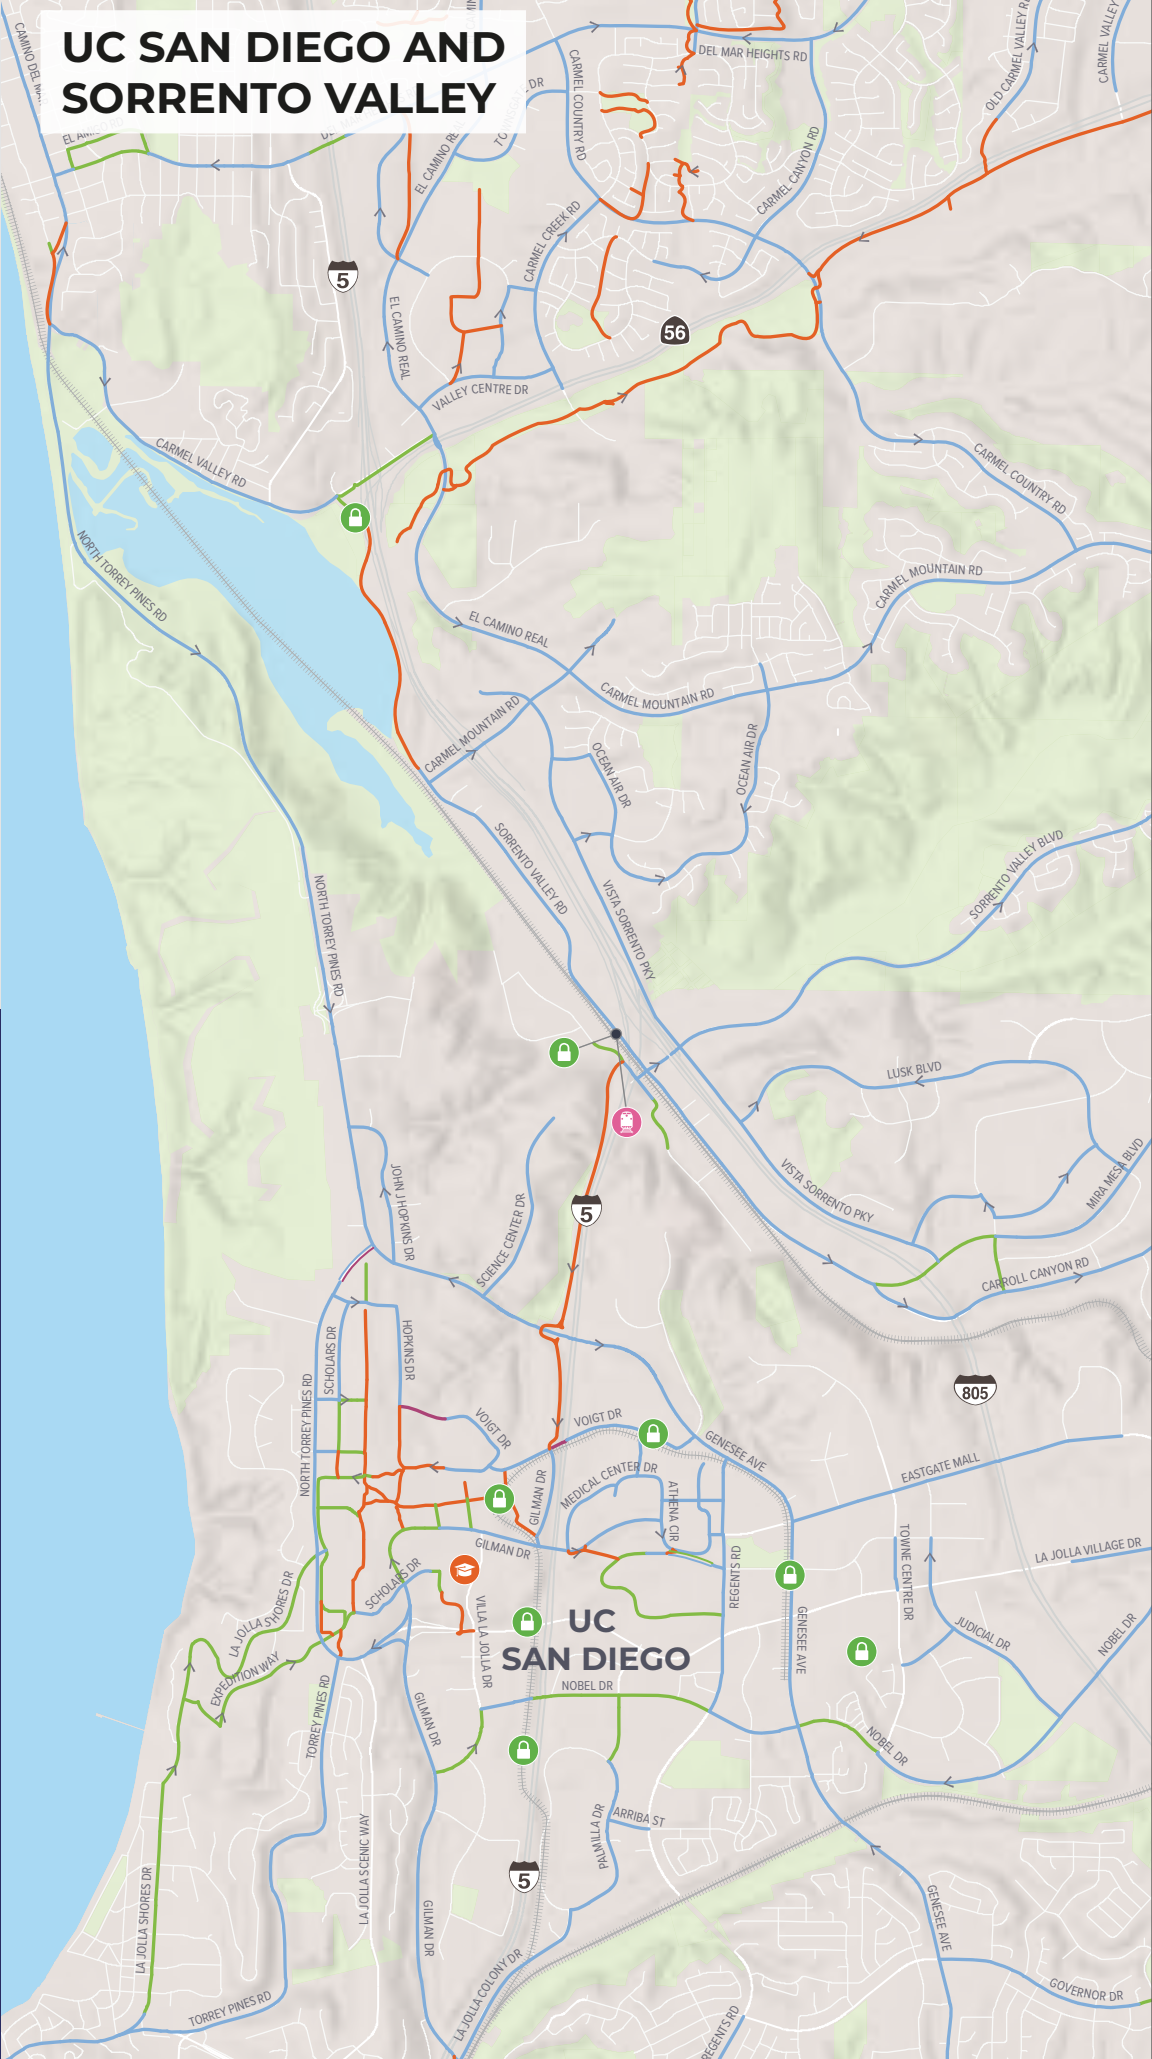 UC SAN DIEGO AND
SORRENTO VALLEY
DEL MAR HEIGHTS RD
OLD CARMEL VALLEY RD
CARMEL VALLEY
CARMEL COUNTRY RD
EL CAMINO REAL
CARMEL CANYON RD
CARMEL CREEK RD
5
EL CAMINO REAL
56
VALLEY CENTRE DR
CARMEL VALLEY RD
CARMEL COUNTRY RD
NORTH TORREY PINES RD
CARMEL MOUNTAIN RD
EL CAMINO REAL
CARMEL MOUNTAIN RD
CARMEL MOUNTAIN RD
OCEAN AIR DR
OCEAN AIR DR
SORRENTO VALLEY RD
SORRENTO VALLEY BLVD
NORTH TORREY PINES RD
VISTA SORRENTO PKY
LUSK BLVD
JOHN J HOPKINS DR
SCIENCE CENTER DR
5
VISTA SORRENTO PKY
MIRA MESA BLVD
CARROLL CANYON RD
SCHOLARS DR
HOPKINS DR
NORTH TORREY PINES RD
805
VOIGT DR
VOIGT DR
GENESEE AVE
EASTGATE MALL
MEDICAL CENTER DR
GILMAN DR
ATHENA CIR
GILMAN DR
REGENTS RD
TOWNE CENTRE DR
LA JOLLA VILLAGE DR
SCHOLARS DR
LA JOLLA SHORES DR
VILLA LA JOLLA DR
UC
SAN DIEGO
GENESEE AVE
JUDICIAL DR
NOBEL DR
EXPEDITION WAY
NOBEL DR
TORREY PINES RD
GILMAN DR
NOBEL DR
ARRIBA ST
PALMILLA DR
LA JOLLA SCENIC WAY
5
LA JOLLA SHORES DR
GILMAN DR
GENESEE AVE
LA JOLLA COLONY DR
TORREY PINES RD
GOVERNOR DR
REGENTS RD